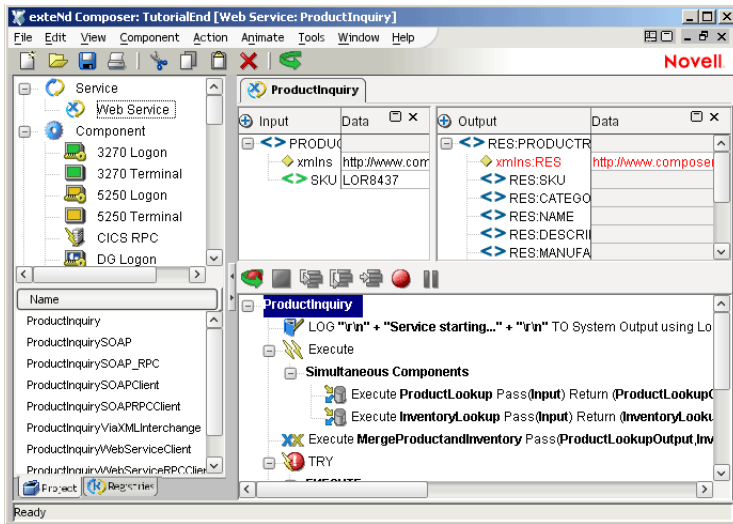 exteNd Composer: TutorialEnd [Web Service: ProductInquiry]
File Edit View Component Action Animate Tools Window Help
Novell
Service
Web Service
Component
3270 Logon
3270 Terminal
5250 Logon
5250 Terminal
CICS RPC
DG Logon
Name
ProductInquiry
ProductInquirySOAP
ProductInquirySOAP_RPC
ProductInquirySOAPClient
ProductInquirySOAPRPCClient
ProductInquiryViaXMLInterchange
ProductInquiryWebServiceClient
ProductInquiryWebServiceRPCClier
Project Registries
ProductInquiry
Input Data
PRODUC
xmlns http://www.com
SKU LOR8437
Output Data
RES:PRODUCTR
xmlns:RES http://www.composer
RES:SKU
RES:CATEGO
RES:NAME
RES:DESCRI
RES:MANUFA
ProductInquiry
LOG "\r\n" + "Service starting..." + "\r\n" TO System Output using Lo
Execute
Simultaneous Components
Execute ProductLookup Pass(Input) Return (ProductLookupO
Execute InventoryLookup Pass(Input) Return (InventoryLooku
Execute MergeProductandInventory Pass(ProductLookupOutput,Inv
TRY
EXECUTE
Ready